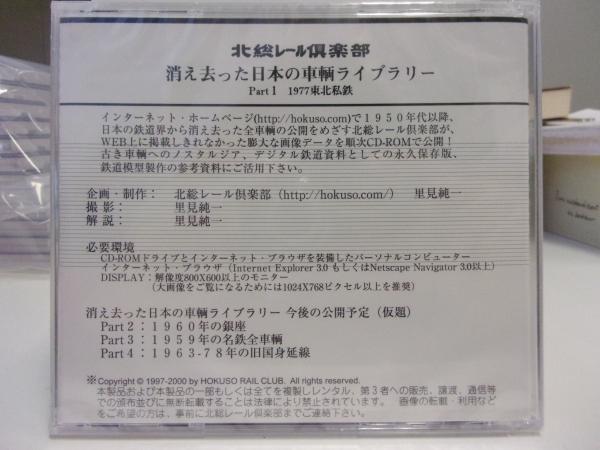 北総レール倶楽部
消え去った日本の車輌ライブラリー
Part 1　1977東北私鉄
インターネット・ホームページ(http://hokuso.com)で１９５０年代以降、
日本の鉄道界から消え去った全車輌の公開をめざす北総レール倶楽部が、
WEB上に掲載しきれなかった膨大な画像データを順次CD-ROMで公開！
古き車輌へのノスタルジア、デジタル鉄道資料としての永久保存版、
鉄道模型製作の参考資料にご活用下さい。
企画・制作：　北総レール倶楽部（http://hokuso.com/）　里見純一
撮影：　里見純一
解説：　里見純一
必要環境
CD-ROMドライブとインターネット・ブラウザを装備したパーソナルコンピューター
インターネット・ブラウザ（Internet Explorer 3.0 もしくはNetscape Navigator 3.0以上）
DISPLAY：解像度800X600以上のモニター
（大画像をご覧になるためには1024X768ピクセル以上を推奨）
消え去った日本の車輌ライブラリー 今後の公開予定（仮題）
Part２：１９６０年の銀座
Part３：１９５９年の名鉄全車輌
Part４：１９６３-７８年の旧国身延線
※Copyright © 1997-2000 by HOKUSO RAIL CLUB. All rights reserved.
本製品および本製品の一部もしくは全てを複製しレンタル、第３者への販売、譲渡、通信等
での頒布並びに無断転載することは法律により禁じます。　画像の転載・利用など
をご希望の方は、事前に北総レール倶楽部までご連絡下さい。